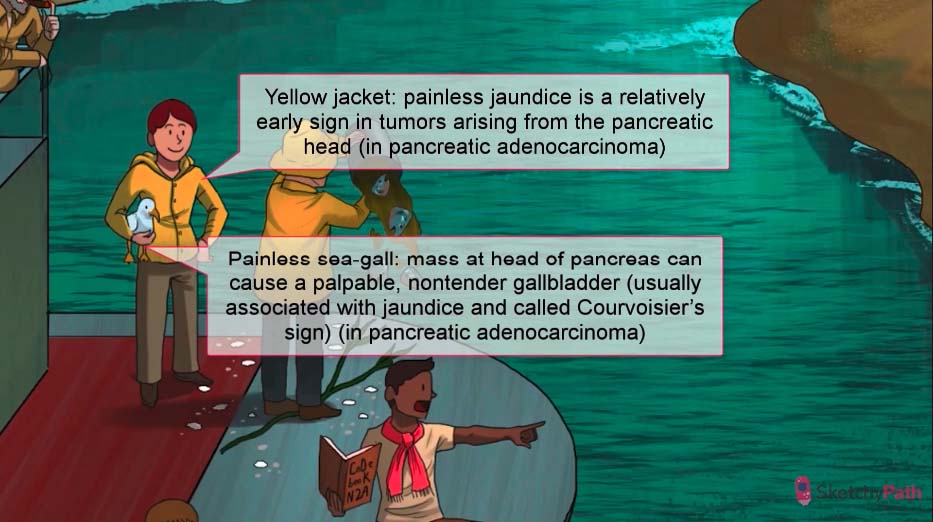 Yellow jacket: painless jaundice is a relatively
early sign in tumors arising from the pancreatic
head (in pancreatic adenocarcinoma)
Painless sea-gall: mass at head of pancreas can
cause a palpable, nontender gallbladder (usually
associated with jaundice and called Courvoisier’s
sign) (in pancreatic adenocarcinoma)
CoDe
booK
N2A
SketchyPath